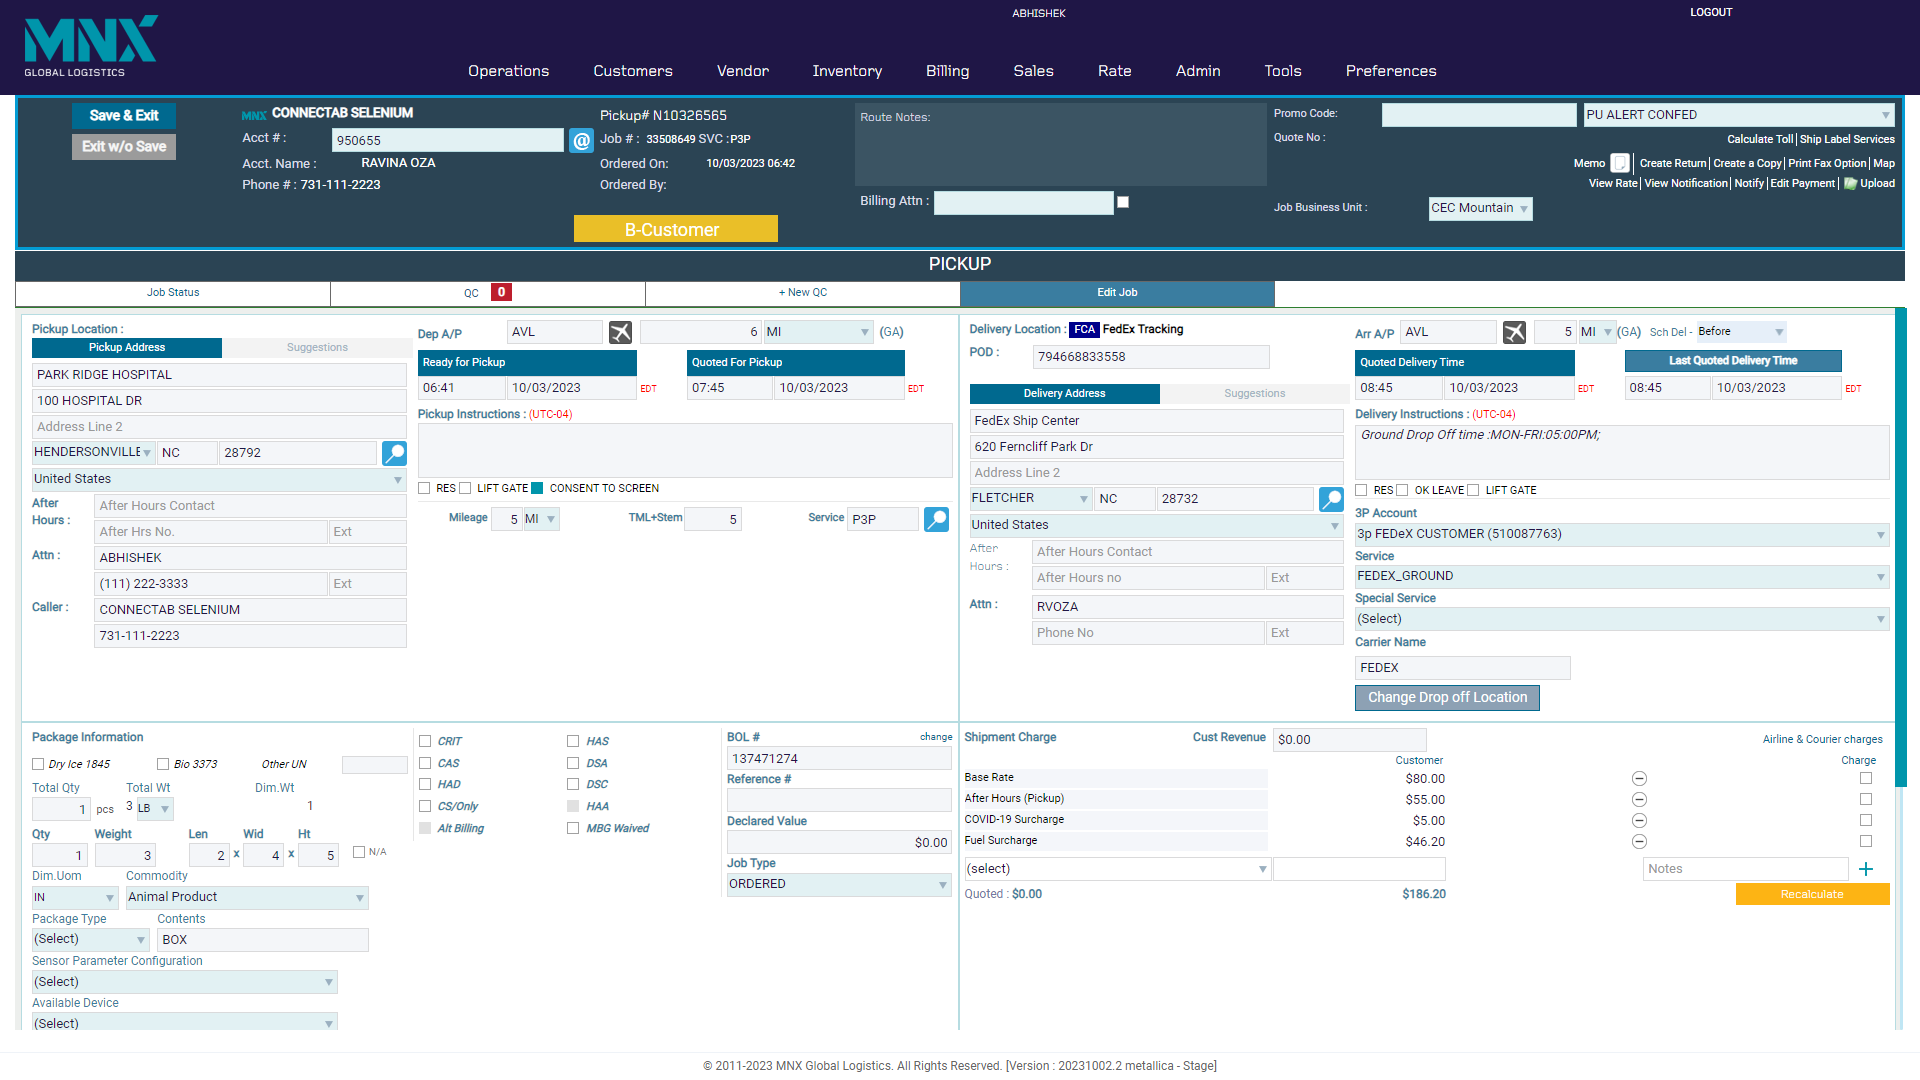 ABHISHEK
LOGOUT
MNX
GLOBAL LOGISTICS
Operations Customers Vendor Inventory Billing Sales Rate Admin Tools Preferences
Save & Exit
Exit w/o Save
MNX CONNECTAB SELENIUM
Acct # : 950655 @
Acct. Name : RAVINA OZA
Phone # : 731-111-2223
Pickup# N10326565
Job # : 33508649 SVC :P3P
Ordered On: 10/03/2023 06:42
Ordered By:
B-Customer
Route Notes:
Billing Attn :
Promo Code: PU ALERT CONFED
Quote No :
Calculate Toll| Ship Label Services
Memo | Create Return| Create a Copy| Print Fax Option| Map
View Rate| View Notification| Notify| Edit Payment| Upload
Job Business Unit : CEC Mountain
PICKUP
Job Status
QC 0
+ New QC
Edit Job
Pickup Location :
Pickup Address Suggestions
PARK RIDGE HOSPITAL
100 HOSPITAL DR
Address Line 2
HENDERSONVILLE NC 28792
United States
After Hours : After Hours Contact
After Hrs No. Ext
Attn : ABHISHEK
(111) 222-3333 Ext
Caller : CONNECTAB SELENIUM
731-111-2223
Dep A/P AVL 6 MI (GA)
Ready for Pickup Quoted For Pickup
06:41 10/03/2023 EDT 07:45 10/03/2023 EDT
Pickup Instructions : (UTC-04)
RES LIFT GATE CONSENT TO SCREEN
Mileage 5 MI TML+Stem 5 Service P3P
Delivery Location : FCA FedEx Tracking
POD : 794668833558
Delivery Address Suggestions
FedEx Ship Center
620 Ferncliff Park Dr
Address Line 2
FLETCHER NC 28732
United States
After Hours : After Hours Contact
After Hours no Ext
Attn : RVOZA
Phone No Ext
Arr A/P AVL 5 MI (GA) Sch Del - Before
Quoted Delivery Time Last Quoted Delivery Time
08:45 10/03/2023 EDT 08:45 10/03/2023 EDT
Delivery Instructions : (UTC-04)
Ground Drop Off time :MON-FRI:05:00PM;
RES OK LEAVE LIFT GATE
3P Account
3p FEDeX CUSTOMER (510087763)
Service
FEDEX_GROUND
Special Service
(Select)
Carrier Name
FEDEX
Change Drop off Location
Package Information
Dry Ice 1845 Bio 3373 Other UN
Total Qty Total Wt Dim.Wt
1 pcs 3 LB 1
Qty Weight Len Wid Ht
1 3 2 x 4 x 5 N/A
Dim.Uom Commodity
IN Animal Product
Package Type Contents
(Select) BOX
Sensor Parameter Configuration
(Select)
Available Device
(Select)
CRIT HAS
CAS DSA
HAD DSC
CS/Only HAA
Alt Billing MBG Waived
BOL # change
137471274
Reference #
Declared Value
$0.00
Job Type
ORDERED
Shipment Charge Cust Revenue $0.00 Airline & Courier charges
Customer Charge
Base Rate $80.00
After Hours (Pickup) $55.00
COVID-19 Surcharge $5.00
Fuel Surcharge $46.20
(select) Notes +
Quoted : $0.00 $186.20 Recalculate
© 2011-2023 MNX Global Logistics. All Rights Reserved. [Version : 20231002.2 metallica - Stage]